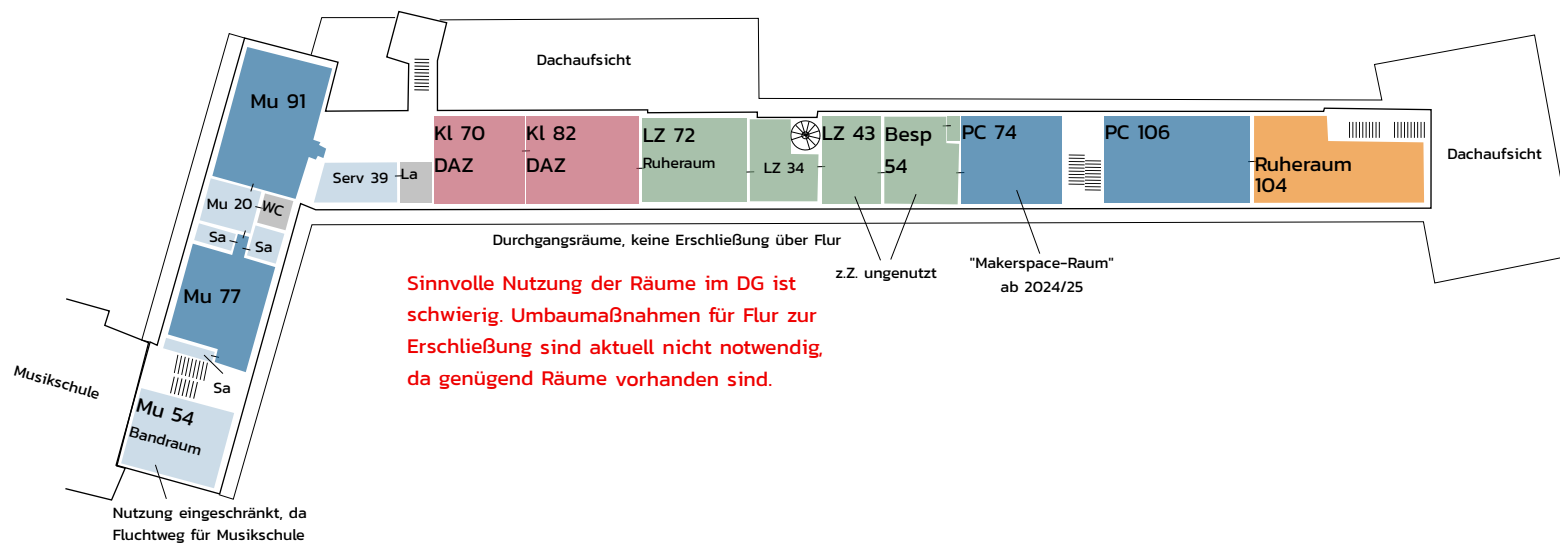 Dachaufsicht
Mu 91
Kl 70
DAZ
Kl 82
DAZ
LZ 72
Ruheraum
LZ 34
LZ 43
Besp
54
PC 74
PC 106
Ruheraum
104
Dachaufsicht
Serv 39
La
Mu 20
WC
Sa
Sa
Mu 77
Sa
Mu 54
Bandraum
Musikschule
Durchgangsräume, keine Erschließung über Flur
z.Z. ungenutzt
"Makerspace-Raum"
ab 2024/25
Sinnvolle Nutzung der Räume im DG ist
schwierig. Umbaumaßnahmen für Flur zur
Erschließung sind aktuell nicht notwendig,
da genügend Räume vorhanden sind.
Nutzung eingeschränkt, da
Fluchtweg für Musikschule